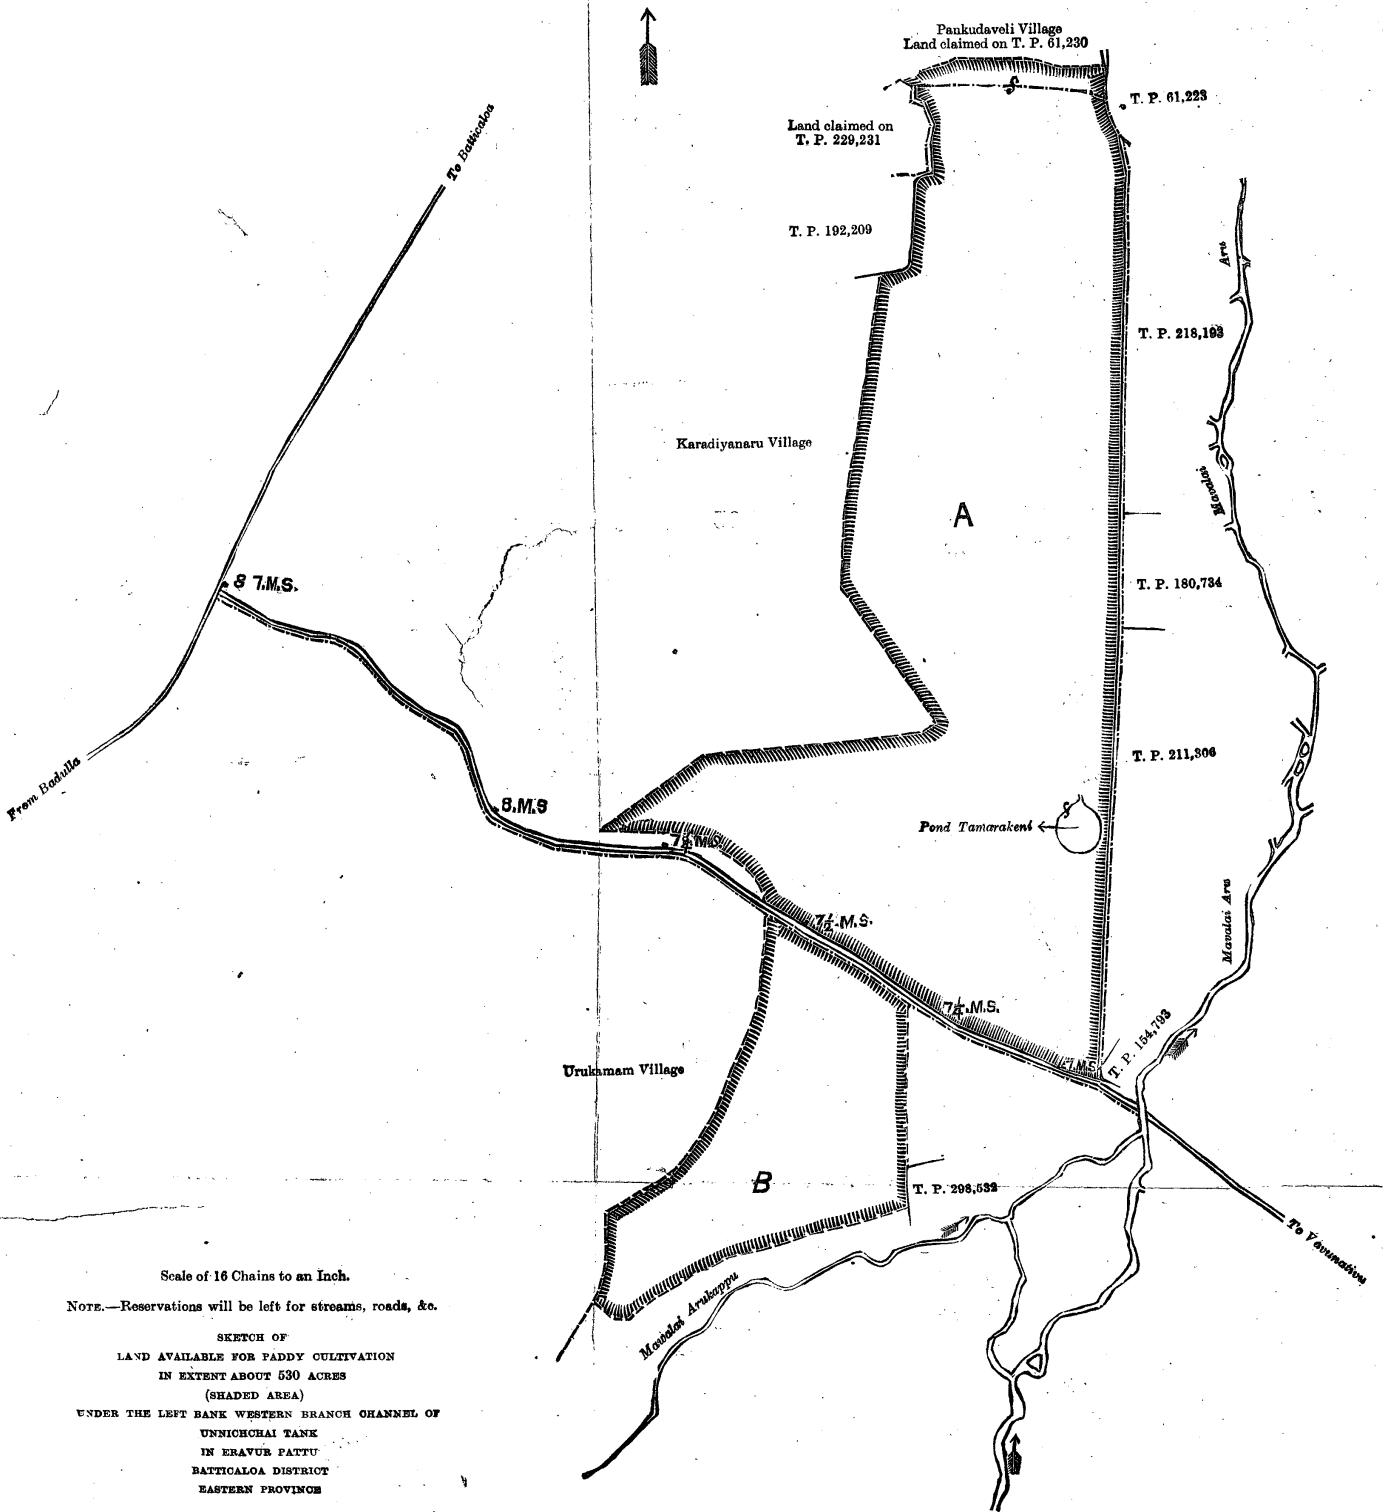 Pankudaveli Village
Land claimed on T. P. 61,230
T. P. 61,223
To Batticaloa
Land claimed on
T. P. 229,231
T. P. 192,209
Aru
T. P. 218,193
Karadiyanaru Village
Mavalai
A
8 7.M.S.
T. P. 180,734
From Badulla
T. P. 211,306
8.M.S
Pond Tamarakeni
M.S.
Mavalai Aru
7½.M.S.
7¼.M.S.
T. P. 154,793
7.M.S
Urukamam Village
B
T. P. 298,532
To Vavunativu
Mavalai Arukappu
Scale of 16 Chains to an Inch.
NOTE.—Reservations will be left for streams, roads, &c.
SKETCH OF
LAND AVAILABLE FOR PADDY CULTIVATION
IN EXTENT ABOUT 530 ACRES
(SHADED AREA)
UNDER THE LEFT BANK WESTERN BRANCH CHANNEL OF
UNNICHCHAI TANK
IN ERAVUR PATTU
BATTICALOA DISTRICT
EASTERN PROVINCE